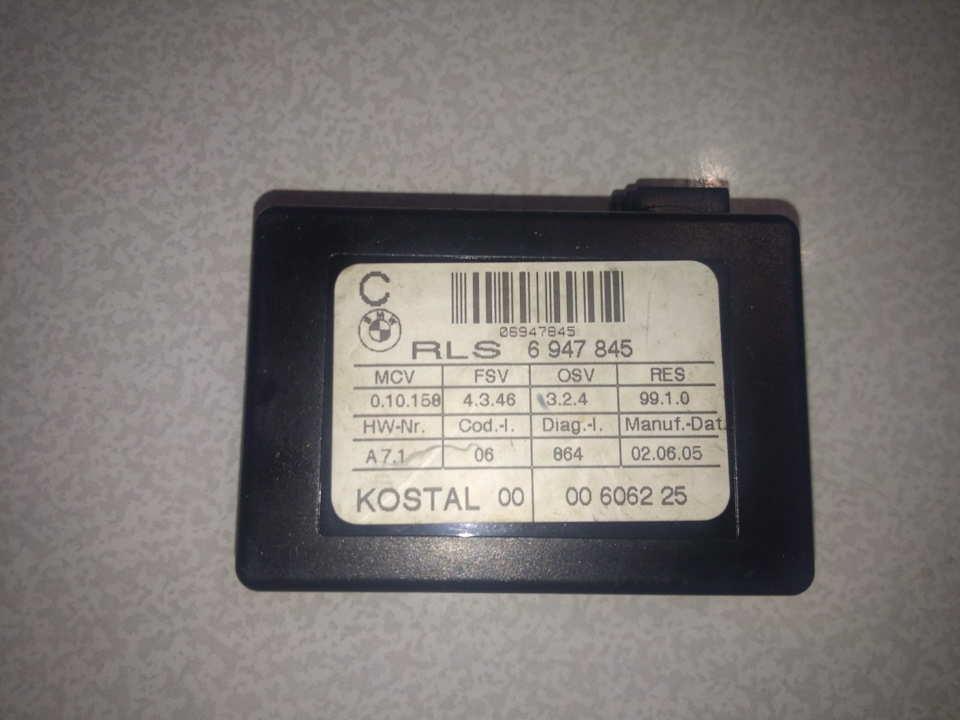 C
BMW
06947845
RLS 6 947 845
MCV FSV OSV RES
0.10.158 4.3.46 3.2.4 99.1.0
HW-Nr. Cod.-I. Diag.-I. Manuf.-Dat.
A7.1 06 864 02.06.05
KOSTAL 00 00 6062 25